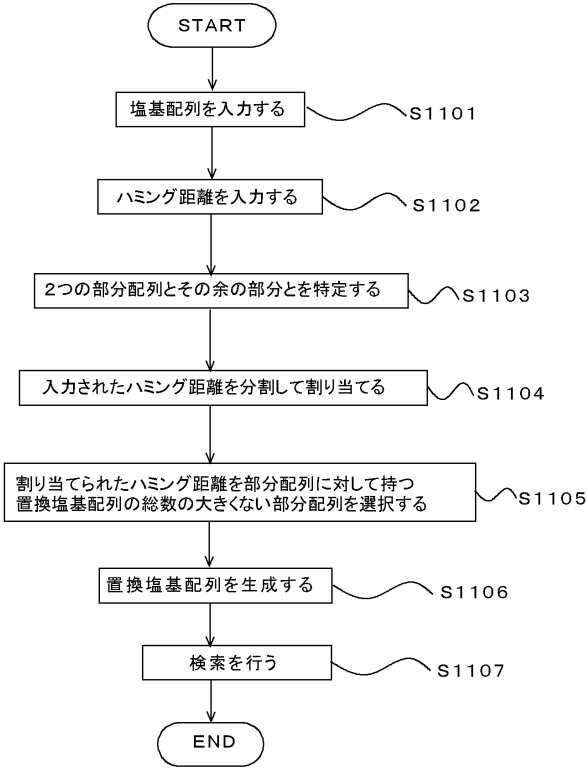 START
塩基配列を入力する
S1101
ハミング距離を入力する
S1102
2つの部分配列とその余の部分とを特定する
S1103
入力されたハミング距離を分割して割り当てる
S1104
割り当てられたハミング距離を部分配列に対して持つ
置換塩基配列の総数の大きくない部分配列を選択する
S1105
置換塩基配列を生成する
S1106
検索を行う
S1107
END